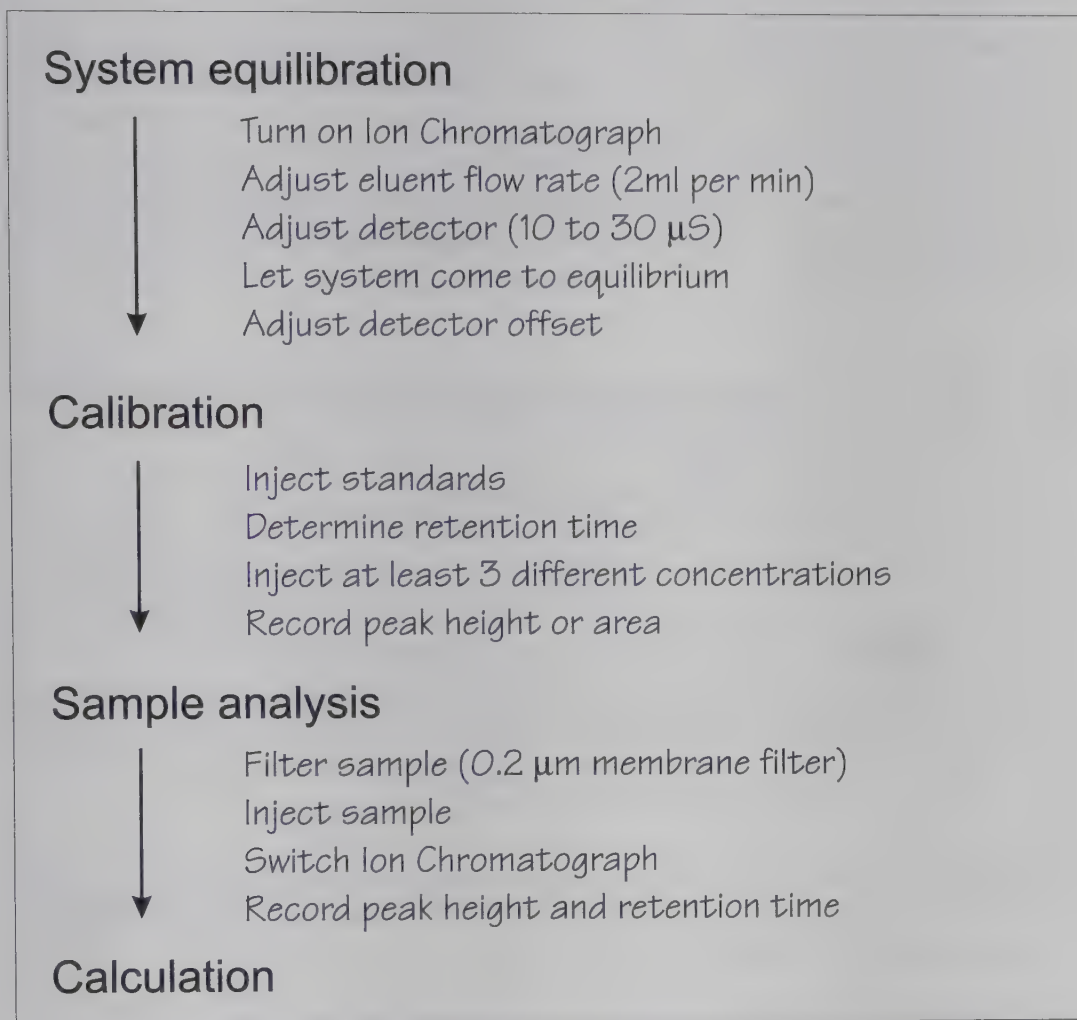 System equilibration
Turn on Ion Chromatograph
Adjust eluent flow rate (2ml per min)
Adjust detector (10 to 30 µS)
Let system come to equilibrium
Adjust detector offset
Calibration
Inject standards
Determine retention time
Inject at least 3 different concentrations
Record peak height or area
Sample analysis
Filter sample (0.2 µm membrane filter)
Inject sample
Switch Ion Chromatograph
Record peak height and retention time
Calculation